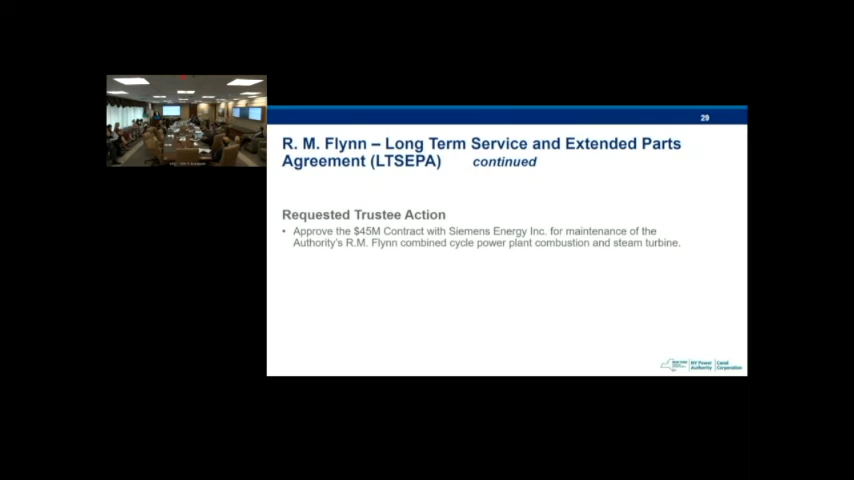 29
R. M. Flynn – Long Term Service and Extended Parts
Agreement (LTSEPA) continued
Requested Trustee Action
• Approve the $45M Contract with Siemens Energy Inc. for maintenance of the
Authority's R.M. Flynn combined cycle power plant combustion and steam turbine.
NY Power
Authority
Canal
Corporation